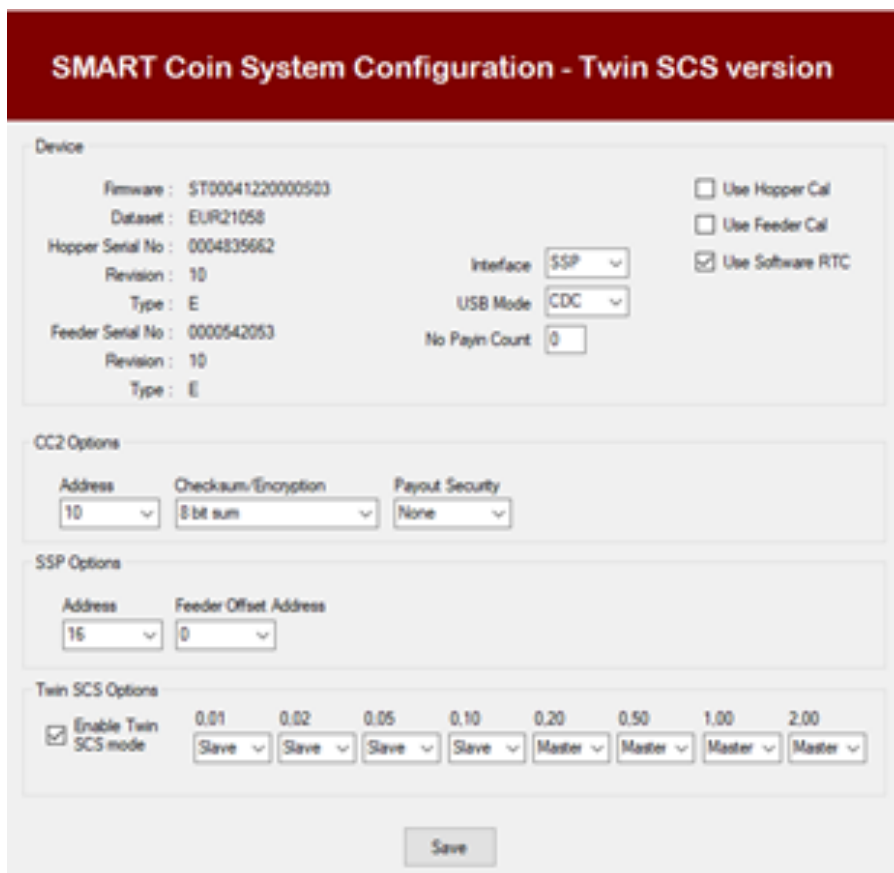 SMART Coin System Configuration - Twin SCS version
Device
Firmware : ST00041220000S03
Dataset : EUR21058
Hopper Serial No : 0004835662
Revision : 10
Type : E
Feeder Serial No : 0000542053
Revision : 10
Type : E
Interface SSP
USB Mode CDC
No Payin Count 0
Use Hopper Cal
Use Feeder Cal
Use Software RTC
CC2 Options
Address Checksum/Encryption Payout Security
10 8 bit sum None
SSP Options
Address Feeder Offset Address
16 0
Twin SCS Options
Enable Twin
SCS mode
0.01 0.02 0.05 0.10 0.20 0.50 1.00 2.00
Slave Slave Slave Slave Master Master Master Master
Save